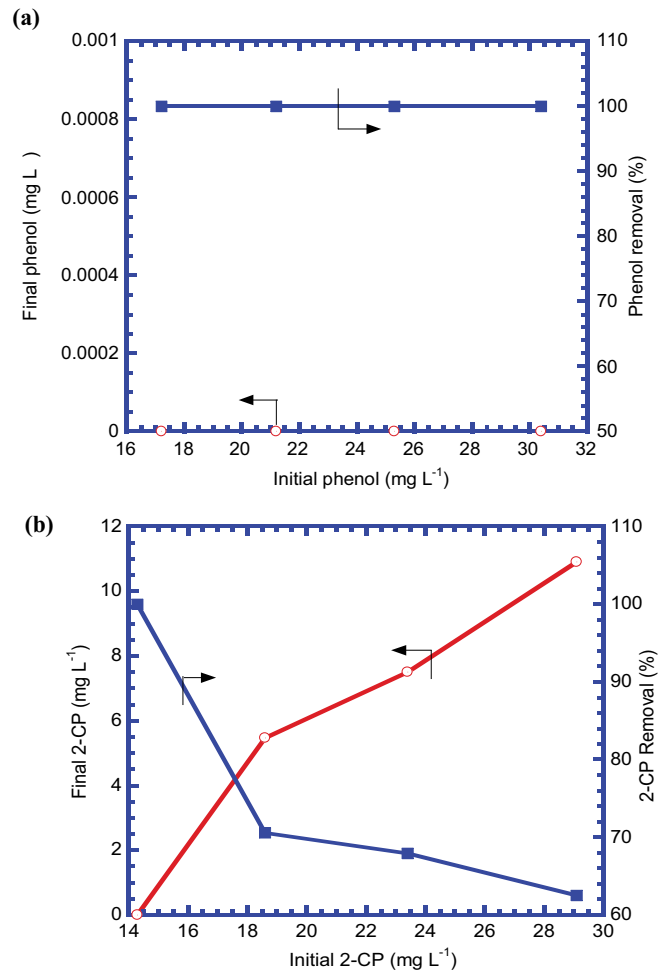 (a)
0.001
0.0008
0.0006
0.0004
0.0002
0
Final phenol (mg L )
110
100
90
80
70
60
50
Phenol removal (%)
16 18 20 22 24 26 28 30 32
Initial phenol (mg L-1)
(b)
12
10
8
6
4
2
0
Final 2-CP (mg L-1)
110
100
90
80
70
60
2-CP Removal (%)
14 16 18 20 22 24 26 28 30
Initial 2-CP (mg L-1)